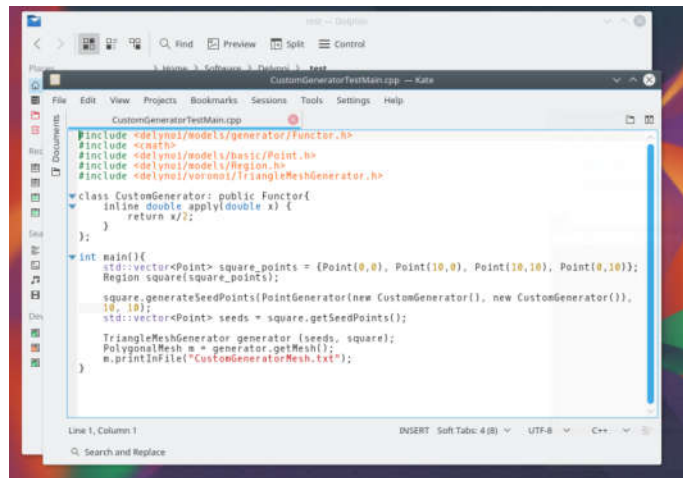 test — Dolphin
Find Preview Split Control
Home Software Delynoi test
CustomGeneratorTestMain.cpp — Kate
File Edit View Projects Bookmarks Sessions Tools Settings Help
CustomGeneratorTestMain.cpp
Documents
#include <delynoi/models/generator/Functor.h>
#include <cmath>
#include <delynoi/models/basic/Point.h>
#include <delynoi/models/Region.h>
#include <delynoi/voronoi/TriangleMeshGenerator.h>
class CustomGenerator: public Functor{
inline double apply(double x) {
return x/2;
}
};
int main(){
std::vector<Point> square_points = {Point(0,0), Point(10,0), Point(10,10), Point(0,10)};
Region square(square_points);
square.generateSeedPoints(PointGenerator(new CustomGenerator(), new CustomGenerator()),
10, 10);
std::vector<Point> seeds = square.getSeedPoints();
TriangleMeshGenerator generator (seeds, square);
PolygonalMesh m = generator.getMesh();
m.printInFile("CustomGeneratorMesh.txt");
}
Line 1, Column 1 INSERT Soft Tabs: 4 (8) UTF-8 C++
Search and Replace